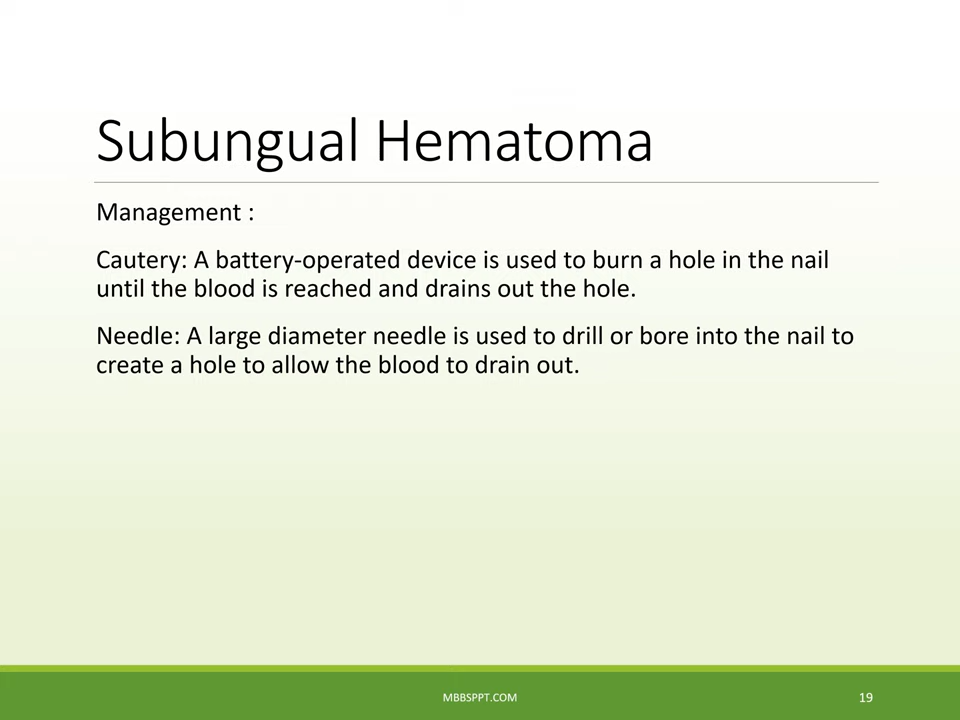 Subungual Hematoma
Management :
Cautery: A battery-operated device is used to burn a hole in the nail
until the blood is reached and drains out the hole.
Needle: A large diameter needle is used to drill or bore into the nail to
create a hole to allow the blood to drain out.
MBBSPPT.COM
19